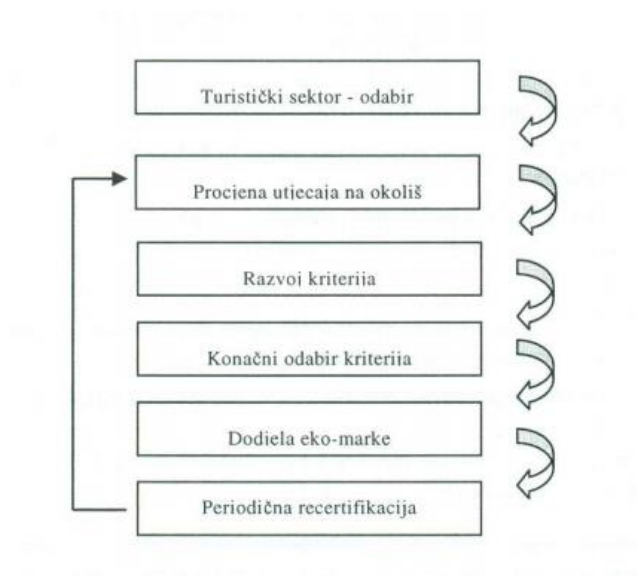 Turistički sektor - odabir
Procjena utjecaja na okoliš
Razvoj kriterija
Konačni odabir kriterija
Dodjela eko-marke
Periodična recertifikacija